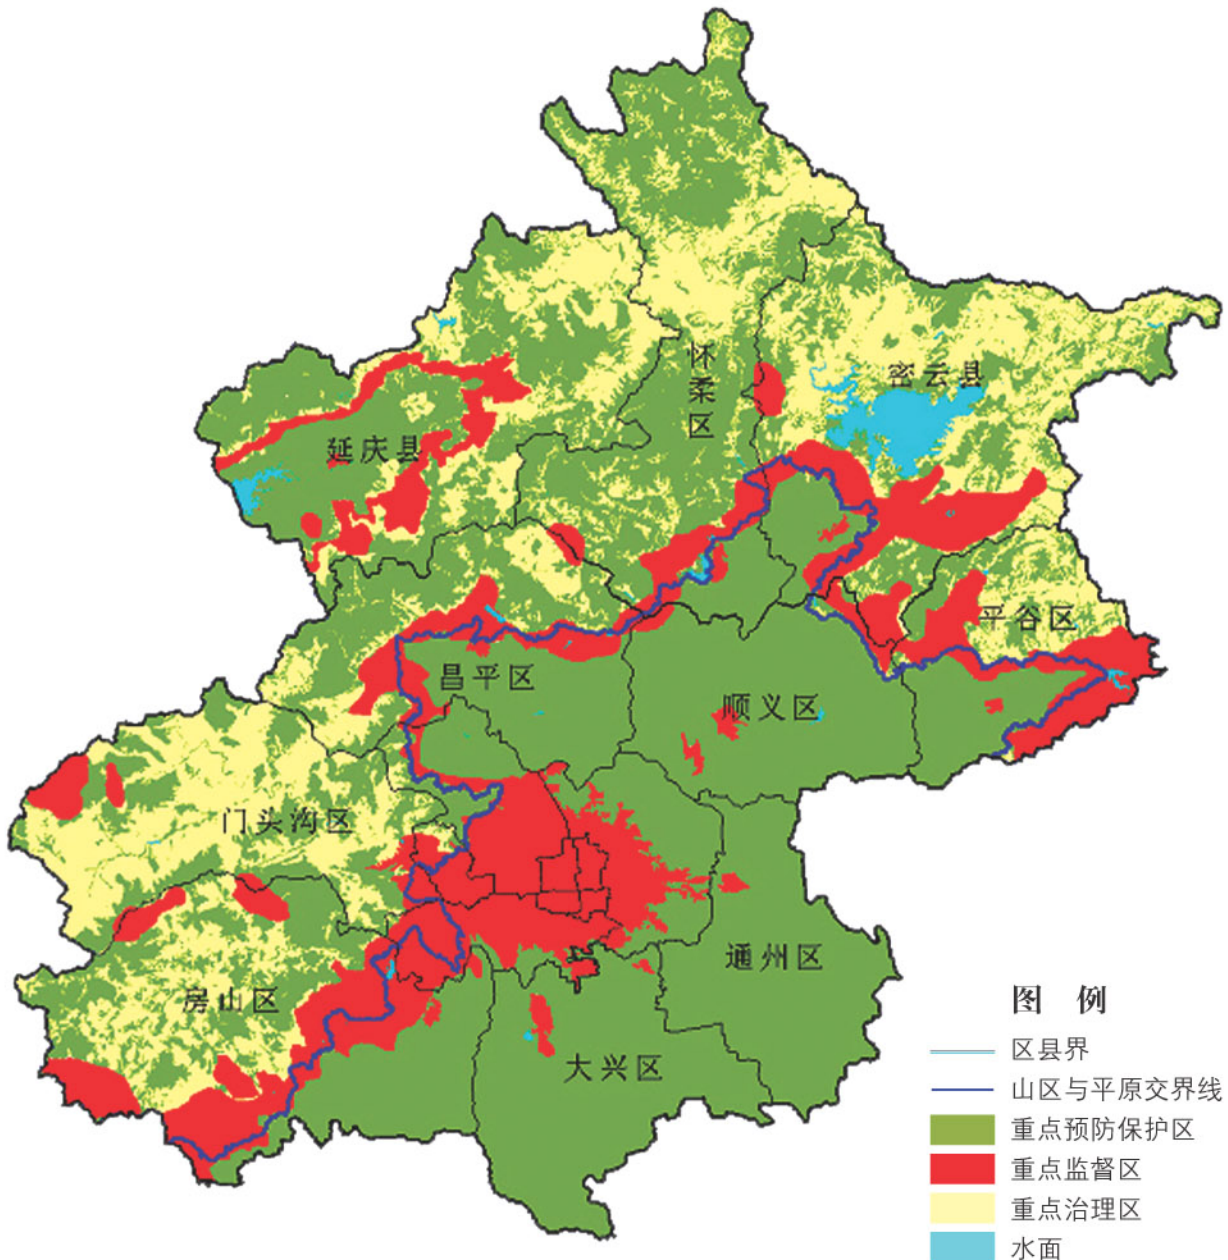 怀柔区
密云县
延庆县
平谷区
昌平区
顺义区
门头沟区
通州区
房山区
大兴区
图 例
区县界
山区与平原交界线
重点预防保护区
重点监督区
重点治理区
水面